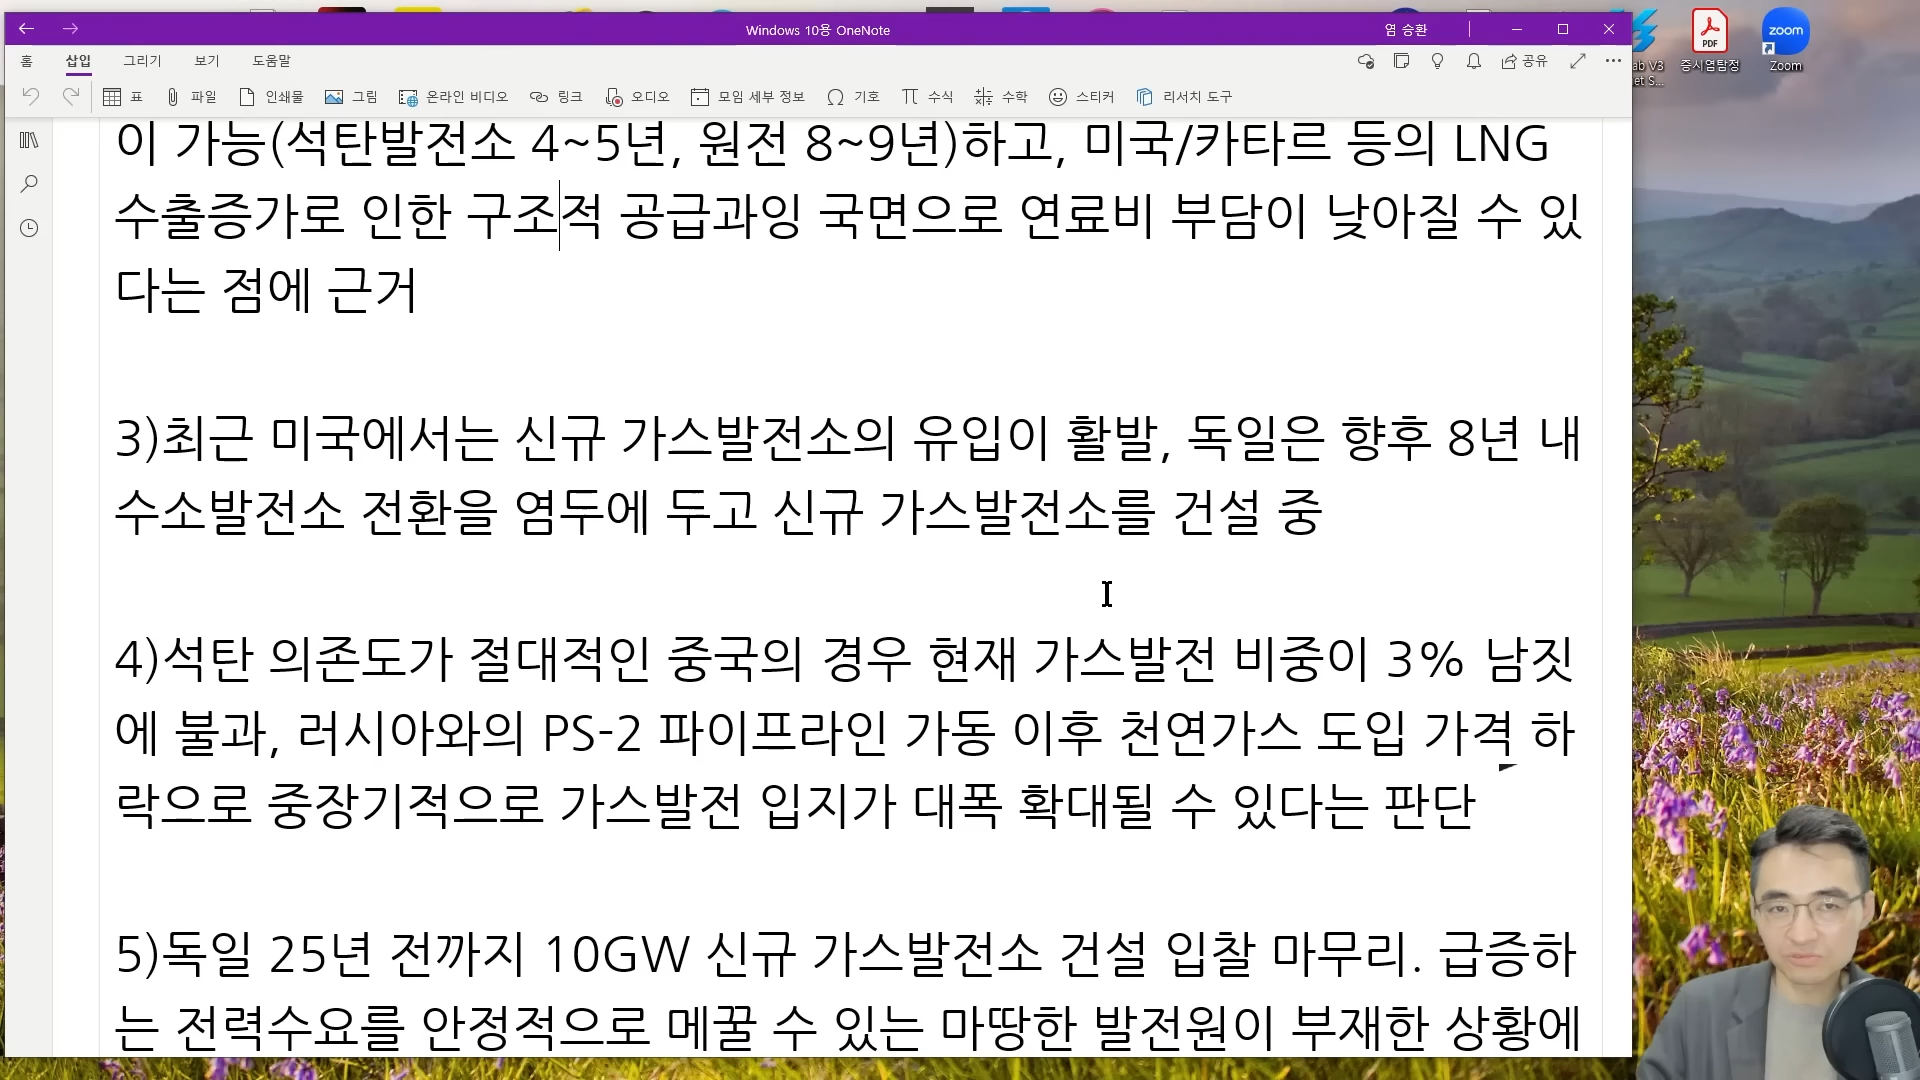 Windows 10용 OneNote
염 승환
홈 삽입 그리기 보기 도움말
공유
표 파일 인쇄물 그림 온라인 비디오 링크 오디오 모임 세부 정보 기호 수식 수학 스티커 리서치 도구
ab V3
et S...
PDF
증시염탐정
zoom
Zoom
이 가능(석탄발전소 4~5년, 원전 8~9년)하고, 미국/카타르 등의 LNG
수출증가로 인한 구조적 공급과잉 국면으로 연료비 부담이 낮아질 수 있
다는 점에 근거
3)최근 미국에서는 신규 가스발전소의 유입이 활발, 독일은 향후 8년 내
수소발전소 전환을 염두에 두고 신규 가스발전소를 건설 중
4)석탄 의존도가 절대적인 중국의 경우 현재 가스발전 비중이 3% 남짓
에 불과, 러시아와의 PS-2 파이프라인 가동 이후 천연가스 도입 가격 하
락으로 중장기적으로 가스발전 입지가 대폭 확대될 수 있다는 판단
5)독일 25년 전까지 10GW 신규 가스발전소 건설 입찰 마무리. 급증하
는 전력수요를 안정적으로 메꿀 수 있는 마땅한 발전원이 부재한 상황에